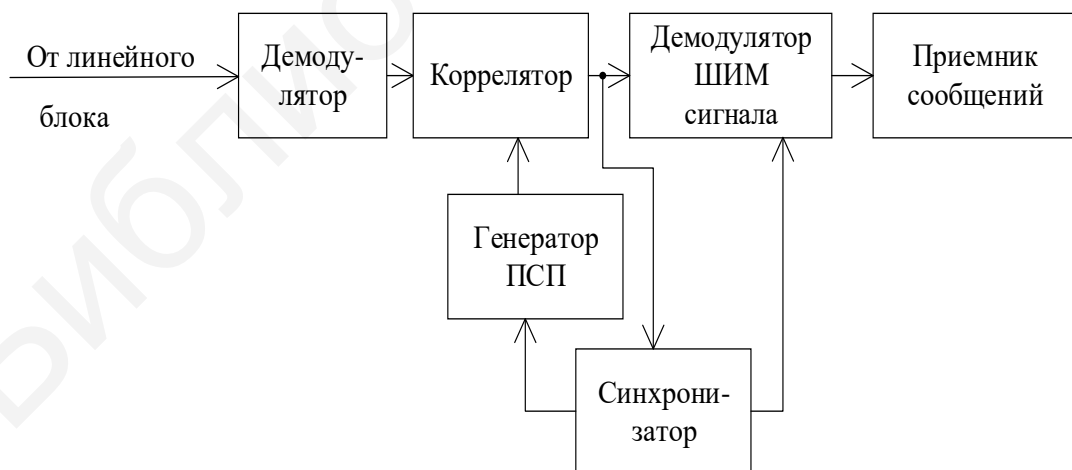 От линейного
блока
Демоду-
лятор
Коррелятор
Демодулятор
ШИМ
сигнала
Приемник
сообщений
Генератор
ПСП
Синхрони-
затор